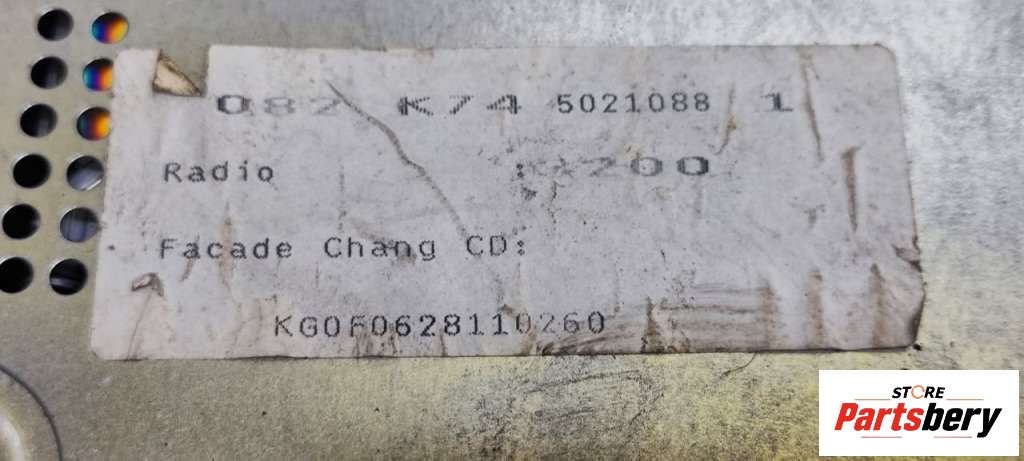 082 K74 5021088 1
Radio :
Facade Chang CD:
KG0F0628110260
STORE
Partsbery